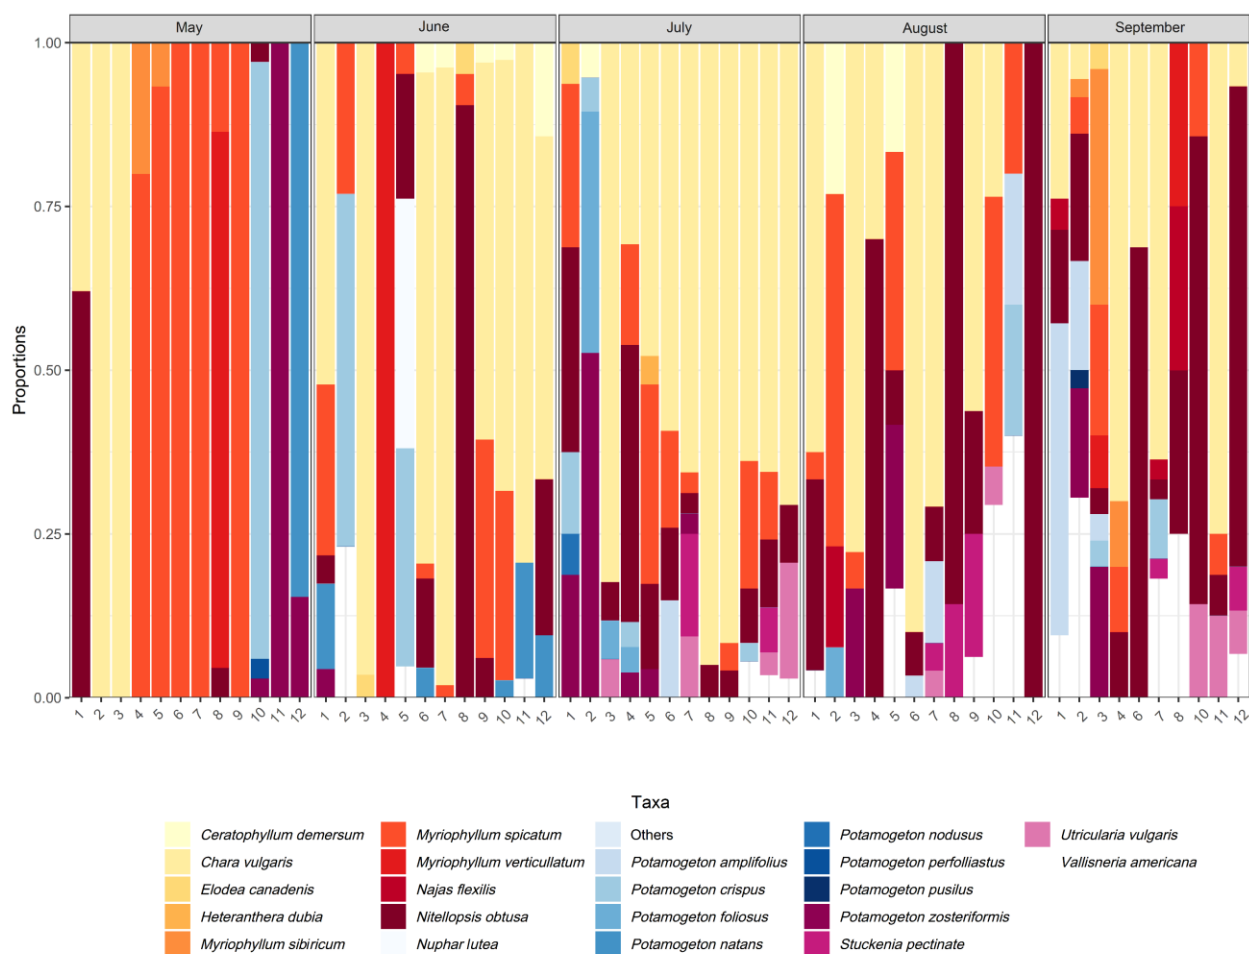 May June July August September
1.00
0.75
0.50
0.25
0.00
Proportions
1 2 3 4 5 6 7 8 9 10 11 12 1 2 3 4 5 6 7 8 9 10 11 12 1 2 3 4 5 6 7 8 9 10 11 12 1 2 3 4 5 6 7 8 9 10 11 12 1 2 3 4 6 7 8 10 11 12
Taxa
Ceratophyllum demersum
Chara vulgaris
Elodea canadenis
Heteranthera dubia
Myriophyllum sibiricum
Myriophyllum spicatum
Myriophyllum verticullatum
Najas flexilis
Nitellopsis obtusa
Nuphar lutea
Others
Potamogeton amplifolius
Potamogeton crispus
Potamogeton foliosus
Potamogeton natans
Potamogeton nodusus
Potamogeton perfolliastus
Potamogeton pusilus
Potamogeton zosteriformis
Stuckenia pectinate
Utricularia vulgaris
Vallisneria americana